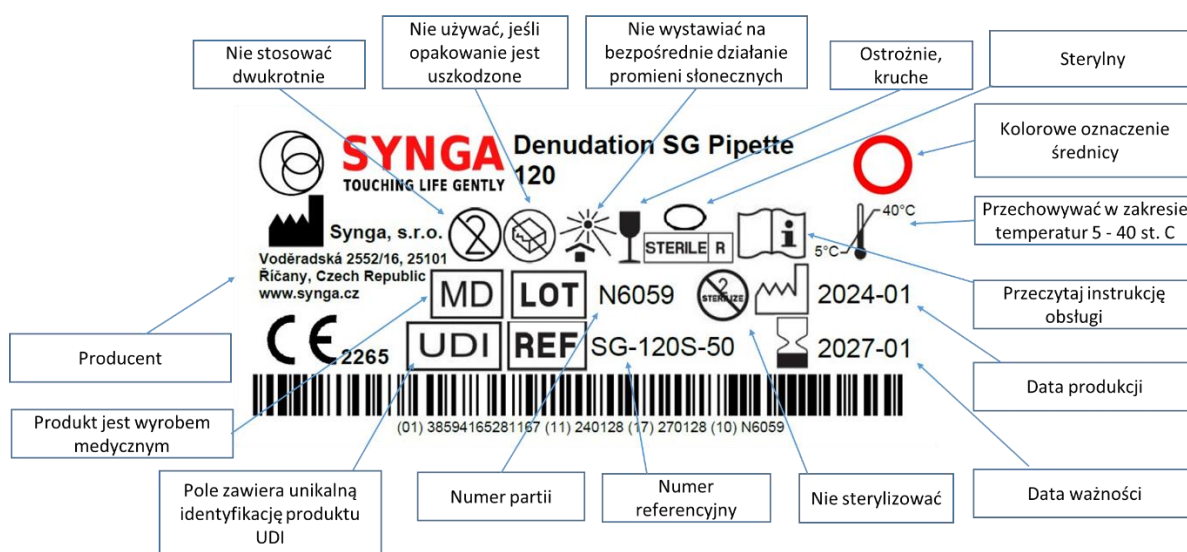 Nie stosować
dwukrotnie
Nie używać, jeśli
opakowanie jest
uszkodzone
Nie wystawiać na
bezpośrednie działanie
promieni słonecznych
Ostrożnie,
kruche
Sterylny
Kolorowe oznaczenie
średnicy
Przechowywać w zakresie
temperatur 5 - 40 st. C
Przeczytaj instrukcję
obsługi
Data produkcji
Data ważności
Nie sterylizować
Numer
referencyjny
Numer partii
Pole zawiera unikalną
identyfikację produktu
UDI
Produkt jest wyrobem
medycznym
Producent
SYNGA
TOUCHING LIFE GENTLY
Denudation SG Pipette
120
Synga, s.r.o.
Voděradská 2552/16, 25101
Říčany, Czech Republic
www.synga.cz
2
STERILE R
i
40°C
5°C
MD LOT N6059
2
STERILIZE
2024-01
CE 2265
UDI REF SG-120S-50
2027-01
(01) 38594165281167 (11) 240128 (17) 270128 (10) N6059